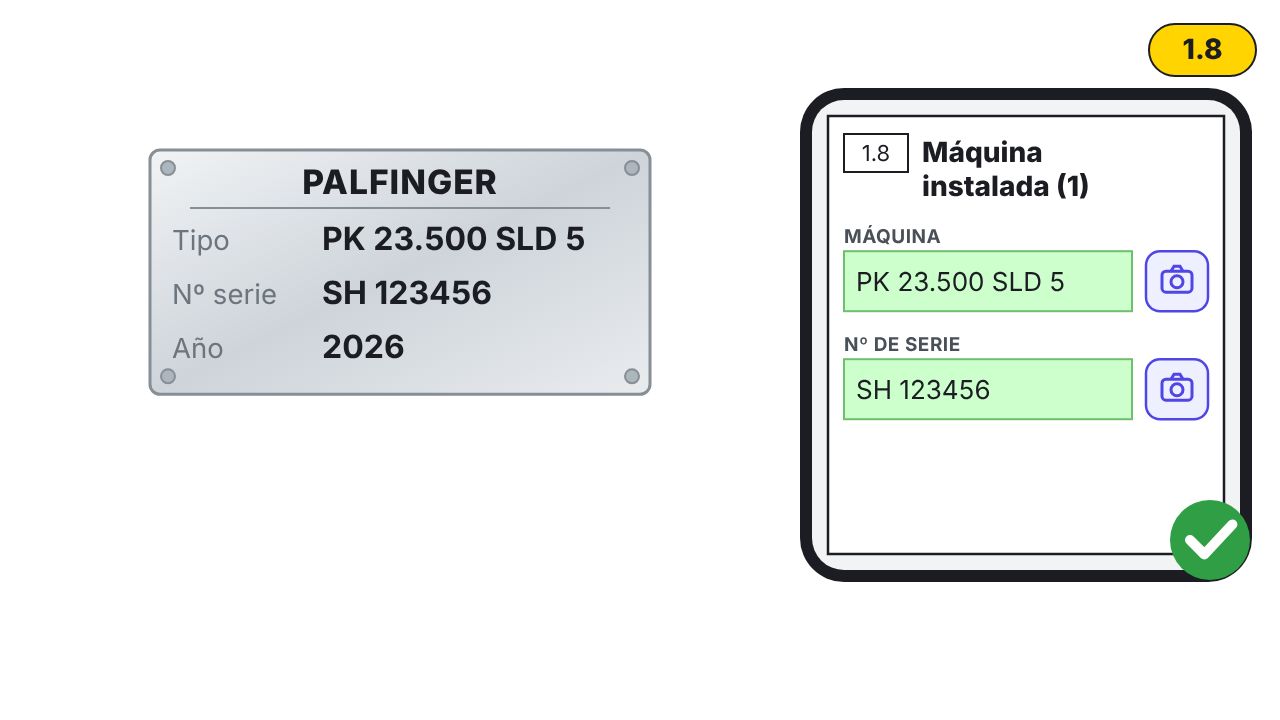 1.8
PALFINGER
Tipo PK 23.500 SLD 5
Nº serie SH 123456
Año 2026
1.8 Máquina
instalada (1)
MÁQUINA
PK 23.500 SLD 5
Nº DE SERIE
SH 123456